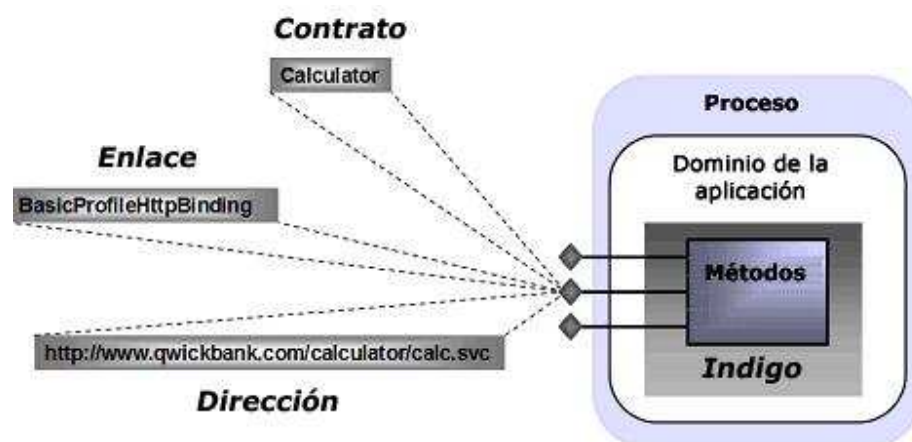 Contrato
Calculator
Enlace
BasicProfileHttpBinding
http://www.qwickbank.com/calculator/calc.svc
Dirección
Proceso
Dominio de la
aplicación
Métodos
Indigo